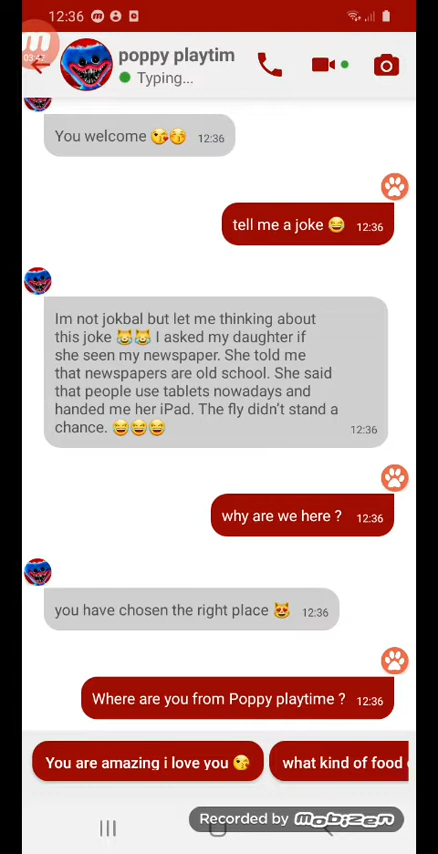 12:36
03:47
poppy playtim
Typing...
You welcome 😘😚 12:36
tell me a joke 😅 12:36
Im not jokbal but let me thinking about
this joke 😹😹 I asked my daughter if
she seen my newspaper. She told me
that newspapers are old school. She said
that people use tablets nowadays and
handed me her iPad. The fly didn't stand a
chance. 😂😂😂 12:36
why are we here ? 12:36
you have chosen the right place 😻 12:36
Where are you from Poppy playtime ? 12:36
You are amazing i love you 😘
what kind of food
Recorded by MOBIZEN